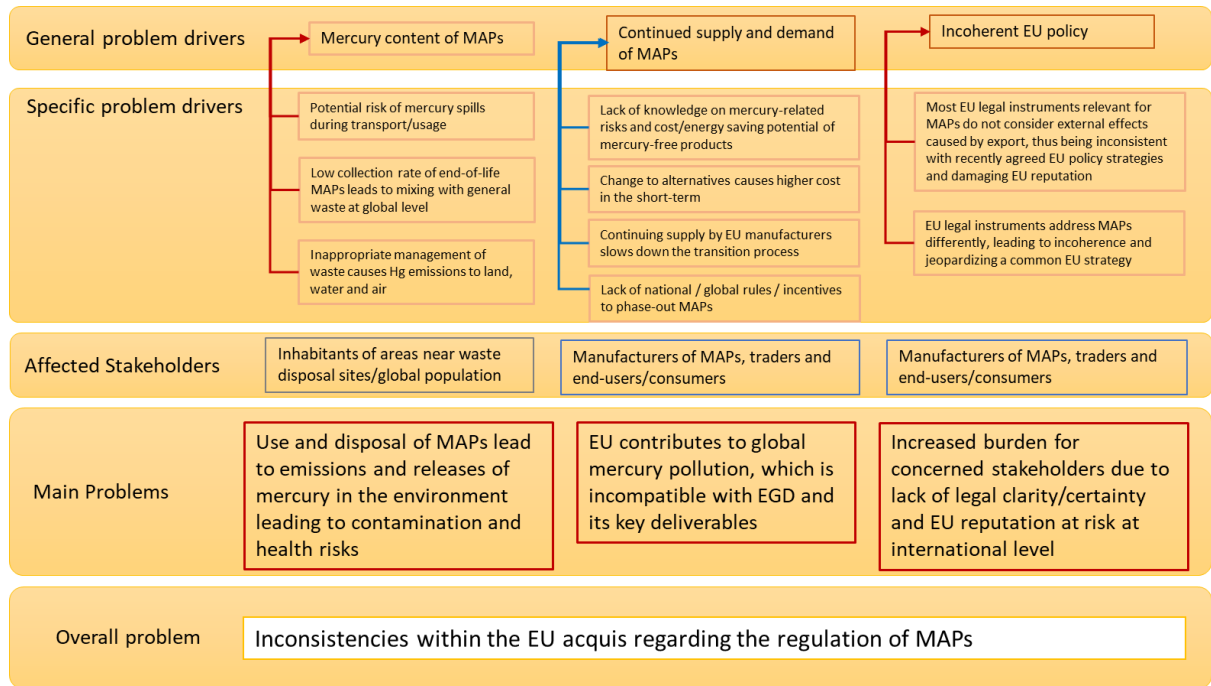 General problem drivers
Mercury content of MAPs
Continued supply and demand
of MAPs
Incoherent EU policy
Specific problem drivers
Potential risk of mercury spills
during transport/usage
Low collection rate of end-of-life
MAPs leads to mixing with general
waste at global level
Inappropriate management of
waste causes Hg emissions to land,
water and air
Lack of knowledge on mercury-related
risks and cost/energy saving potential of
mercury-free products
Change to alternatives causes higher cost
in the short-term
Continuing supply by EU manufacturers
slows down the transition process
Lack of national / global rules / incentives
to phase-out MAPs
Most EU legal instruments relevant for
MAPs do not consider external effects
caused by export, thus being inconsistent
with recently agreed EU policy strategies
and damaging EU reputation
EU legal instruments address MAPs
differently, leading to incoherence and
jeopardizing a common EU strategy
Affected Stakeholders
Inhabitants of areas near waste
disposal sites/global population
Manufacturers of MAPs, traders and
end-users/consumers
Manufacturers of MAPs, traders and
end-users/consumers
Main Problems
Use and disposal of MAPs lead
to emissions and releases of
mercury in the environment
leading to contamination and
health risks
EU contributes to global
mercury pollution, which is
incompatible with EGD and
its key deliverables
Increased burden for
concerned stakeholders due to
lack of legal clarity/certainty
and EU reputation at risk at
international level
Overall problem
Inconsistencies within the EU acquis regarding the regulation of MAPs